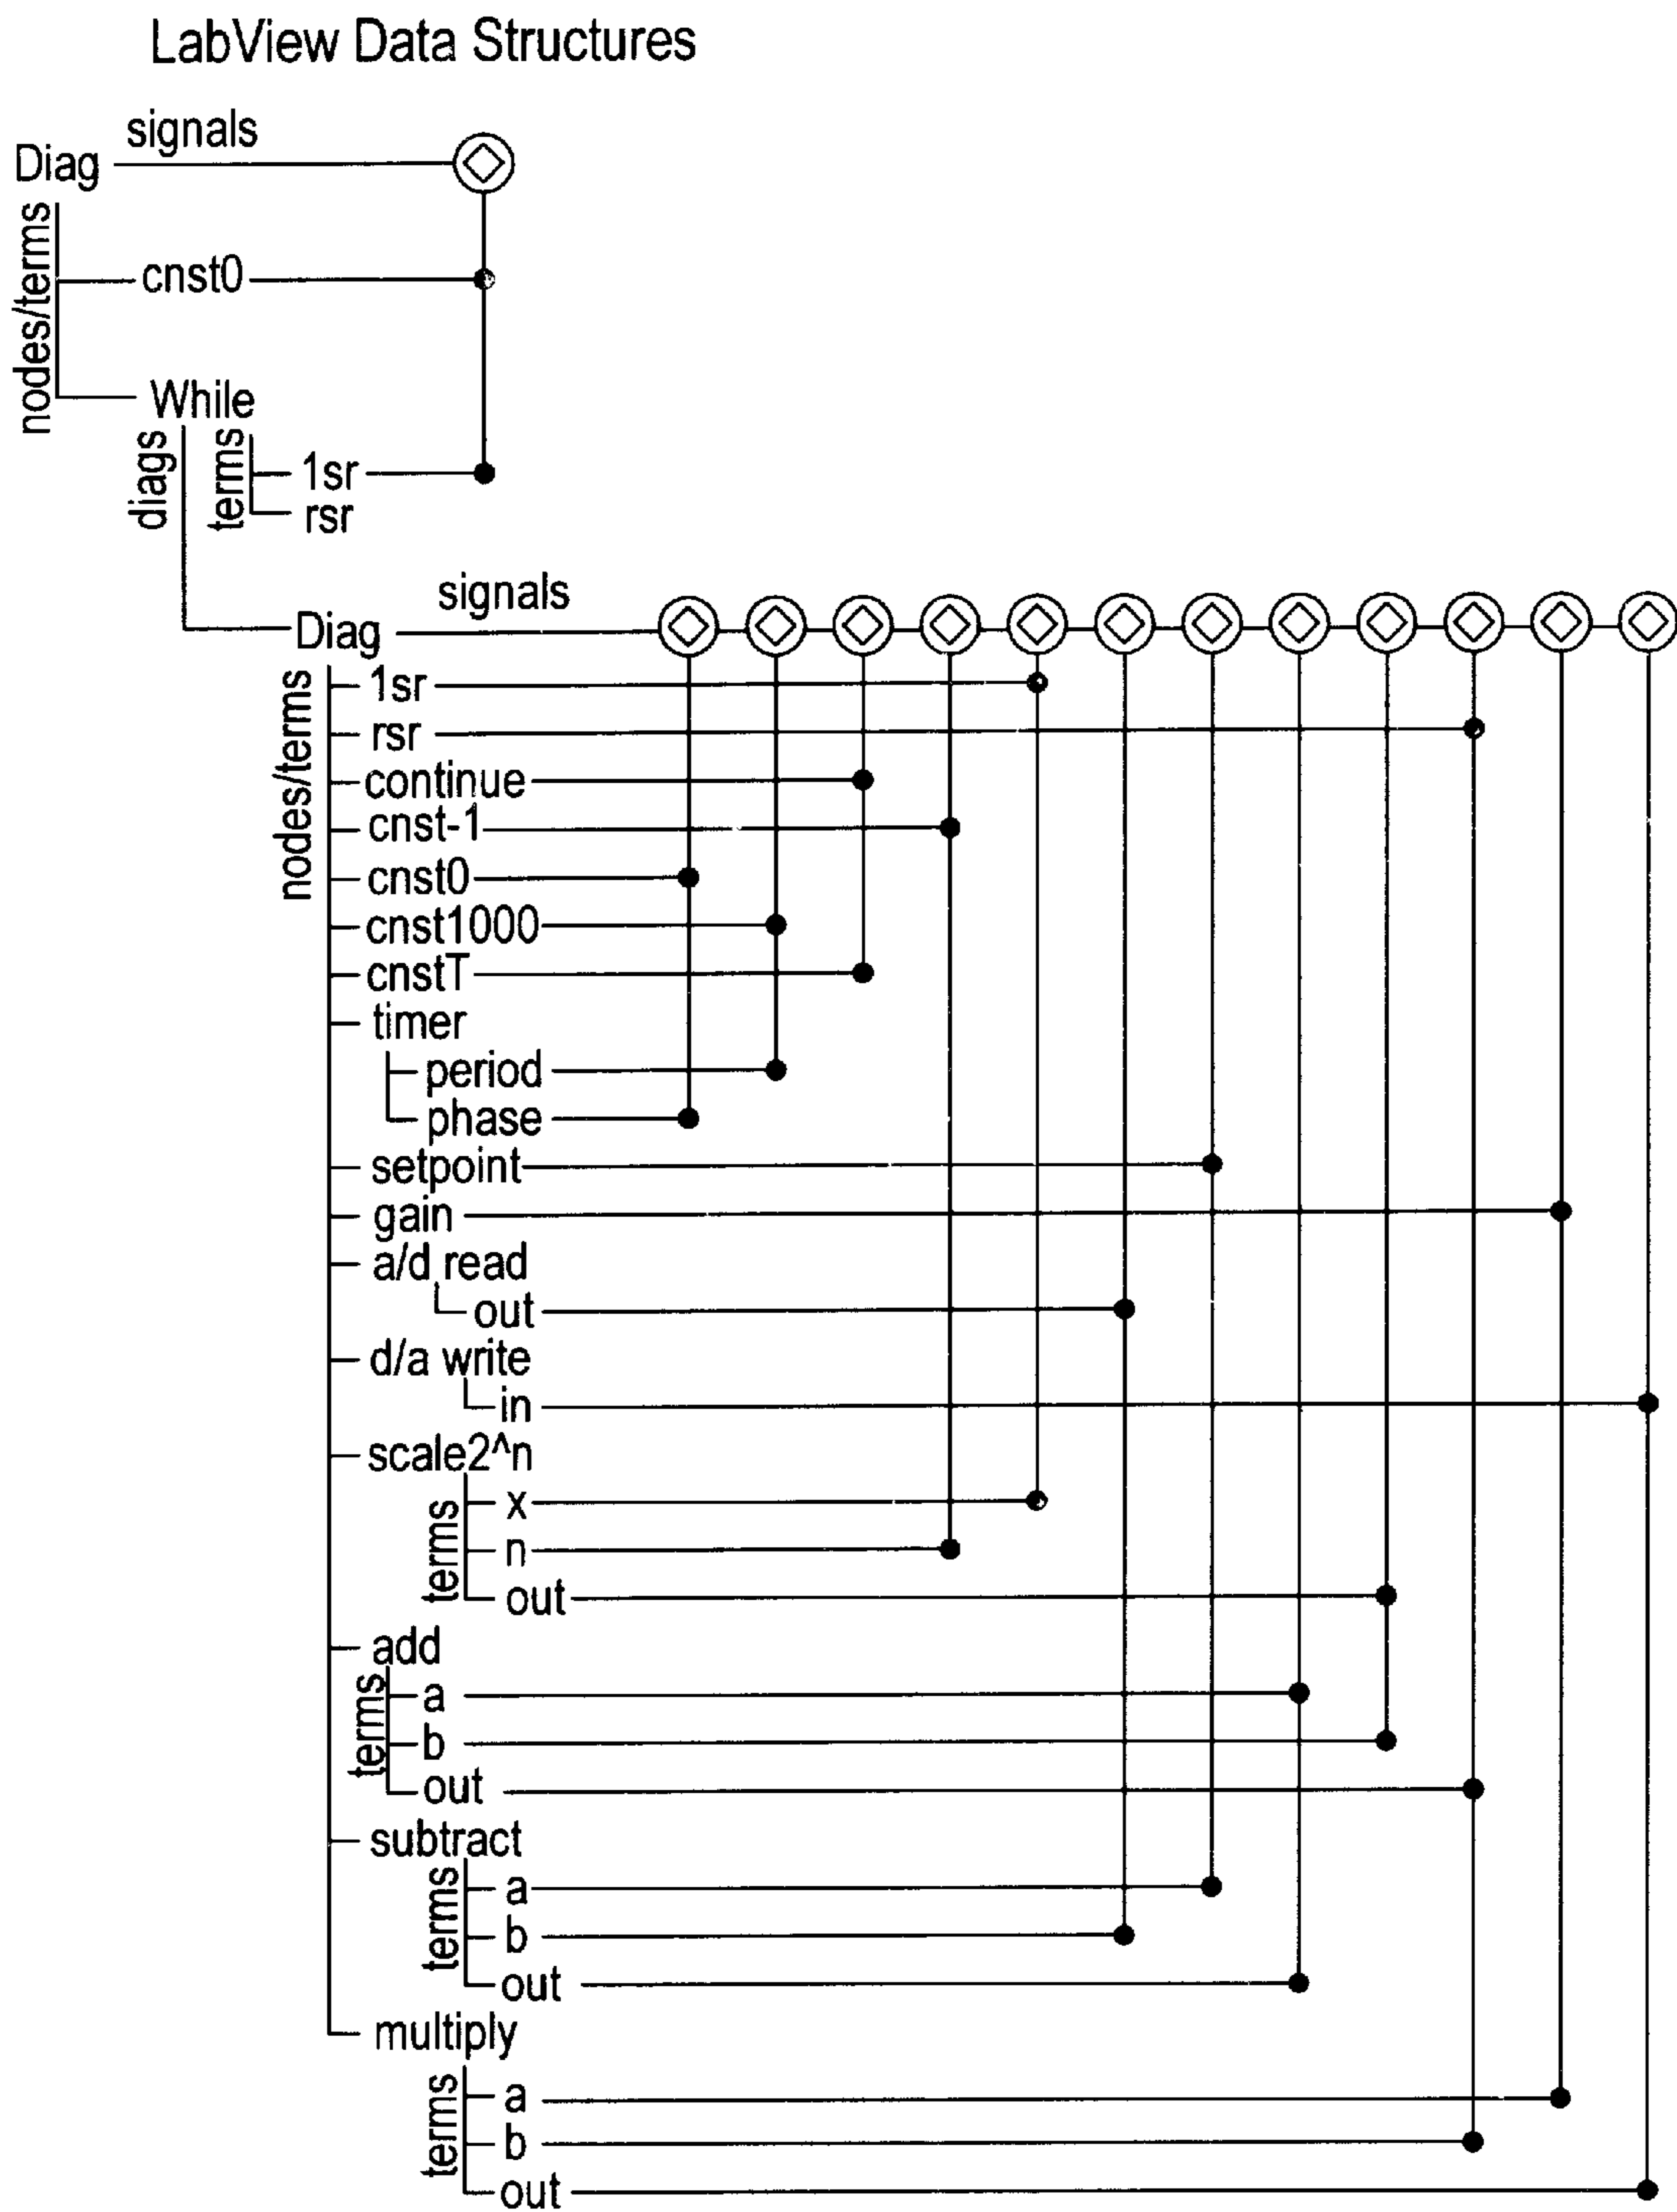 LabView Data Structures
signals
Diag
nodes/terms
cnst0
While
diags
terms
1sr
rsr
signals
Diag
nodes/terms
1sr
rsr
continue
cnst-1
cnst0
cnst1000
cnstT
timer
period
phase
setpoint
gain
a/d read
out
d/a write
in
scale2^n
terms
x
n
out
add
terms
a
b
out
subtract
terms
a
b
out
multiply
terms
a
b
out